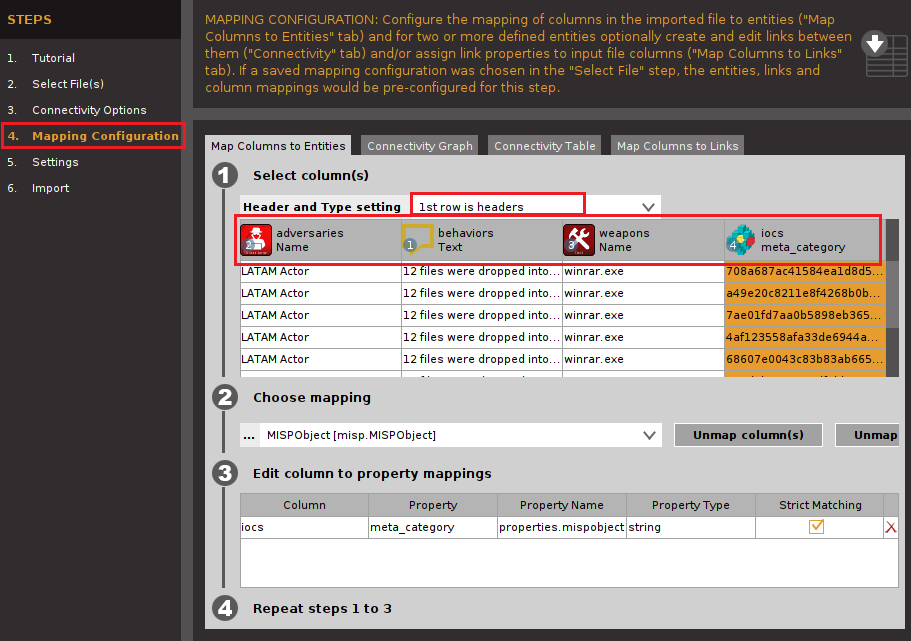 STEPS
1. Tutorial
2. Select File(s)
3. Connectivity Options
4. Mapping Configuration
5. Settings
6. Import
MAPPING CONFIGURATION: Configure the mapping of columns in the imported file to entities ("Map
Columns to Entities" tab) and for two or more defined entities optionally create and edit links between
them ("Connectivity" tab) and/or assign link properties to input file columns ("Map Columns to Links"
tab). If a saved mapping configuration was chosen in the "Select File" step, the entities, links and
column mappings would be pre-configured for this step.
Map Columns to Entities Connectivity Graph Connectivity Table Map Columns to Links
1 Select column(s)
Header and Type setting 1st row is headers
2 adversaries 1 behaviors 3 weapons 4 iocs
Name Text Name meta_category
LATAM Actor 12 files were dropped into... winrar.exe 708a687ac41584ea1d8d5...
LATAM Actor 12 files were dropped into... winrar.exe a49e20c8211e8f4268b0b...
LATAM Actor 12 files were dropped into... winrar.exe 7ae01fd7aa0b5898eb365...
LATAM Actor 12 files were dropped into... winrar.exe 4af123558afa33de6944a...
LATAM Actor 12 files were dropped into... winrar.exe 68607e0043c83b83ab665...
2 Choose mapping
... MISPObject [misp.MISPObject] Unmap column(s) Unmap
3 Edit column to property mappings
Column Property Property Name Property Type Strict Matching
iocs meta_category properties.mispobject string X
4 Repeat steps 1 to 3